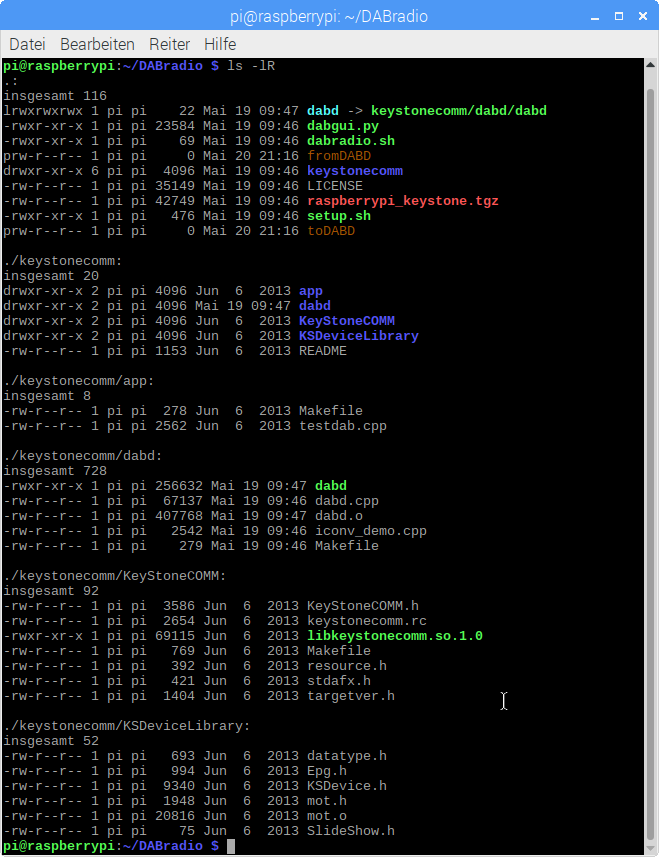 pi@raspberrypi: ~/DABradio
Datei Bearbeiten Reiter Hilfe
pi@raspberrypi:~/DABradio $ ls -lR
.:
insgesamt 116
lrwxrwxrwx 1 pi pi    22 Mai 19 09:47 dabd -> keystonecomm/dabd/dabd
-rwxr-xr-x 1 pi pi 23584 Mai 19 09:46 dabgui.py
-rwxr-xr-x 1 pi pi    69 Mai 19 09:46 dabradio.sh
prw-r--r-- 1 pi pi     0 Mai 20 21:16 fromDABD
drwxr-xr-x 6 pi pi  4096 Mai 19 09:46 keystonecomm
-rw-r--r-- 1 pi pi 35149 Mai 19 09:46 LICENSE
-rw-r--r-- 1 pi pi 42749 Mai 19 09:46 raspberrypi_keystone.tgz
-rwxr-xr-x 1 pi pi   476 Mai 19 09:46 setup.sh
prw-r--r-- 1 pi pi     0 Mai 20 21:16 toDABD

./keystonecomm:
insgesamt 20
drwxr-xr-x 2 pi pi 4096 Jun  6  2013 app
drwxr-xr-x 2 pi pi 4096 Mai 19 09:47 dabd
drwxr-xr-x 2 pi pi 4096 Jun  6  2013 KeyStoneCOMM
drwxr-xr-x 2 pi pi 4096 Jun  6  2013 KSDeviceLibrary
-rw-r--r-- 1 pi pi 1153 Jun  6  2013 README

./keystonecomm/app:
insgesamt 8
-rw-r--r-- 1 pi pi  278 Jun  6  2013 Makefile
-rw-r--r-- 1 pi pi 2562 Jun  6  2013 testdab.cpp

./keystonecomm/dabd:
insgesamt 728
-rwxr-xr-x 1 pi pi 256632 Mai 19 09:47 dabd
-rw-r--r-- 1 pi pi  67137 Mai 19 09:46 dabd.cpp
-rw-r--r-- 1 pi pi 407768 Mai 19 09:47 dabd.o
-rw-r--r-- 1 pi pi   2542 Mai 19 09:46 iconv_demo.cpp
-rw-r--r-- 1 pi pi    279 Mai 19 09:46 Makefile

./keystonecomm/KeyStoneCOMM:
insgesamt 92
-rw-r--r-- 1 pi pi  3586 Jun  6  2013 KeyStoneCOMM.h
-rw-r--r-- 1 pi pi  2654 Jun  6  2013 keystonecomm.rc
-rwxr-xr-x 1 pi pi 69115 Jun  6  2013 libkeystonecomm.so.1.0
-rw-r--r-- 1 pi pi   769 Jun  6  2013 Makefile
-rw-r--r-- 1 pi pi   392 Jun  6  2013 resource.h
-rw-r--r-- 1 pi pi   421 Jun  6  2013 stdafx.h
-rw-r--r-- 1 pi pi  1404 Jun  6  2013 targetver.h

./keystonecomm/KSDeviceLibrary:
insgesamt 52
-rw-r--r-- 1 pi pi   693 Jun  6  2013 datatype.h
-rw-r--r-- 1 pi pi   994 Jun  6  2013 Epg.h
-rw-r--r-- 1 pi pi  9340 Jun  6  2013 KSDevice.h
-rw-r--r-- 1 pi pi  1948 Jun  6  2013 mot.h
-rw-r--r-- 1 pi pi 20816 Jun  6  2013 mot.o
-rw-r--r-- 1 pi pi    75 Jun  6  2013 SlideShow.h
pi@raspberrypi:~/DABradio $